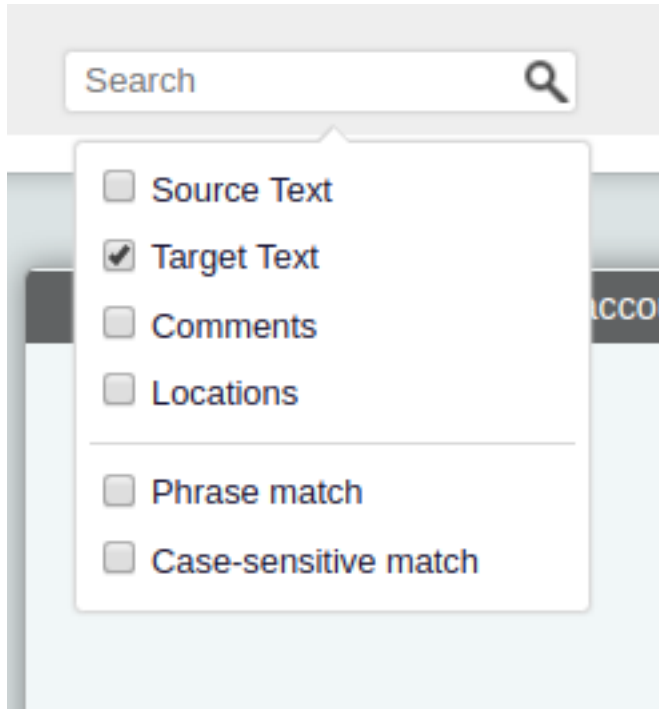 Search
Source Text
Target Text
Comments
Locations
Phrase match
Case-sensitive match